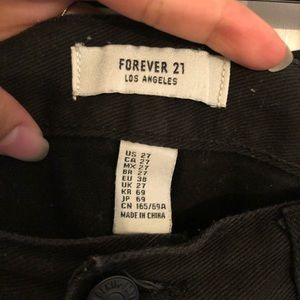 FOREVER 21
LOS ANGELES
US 27
CA 27
MX 27
BR 27
EU 38
UK 27
KR 69
JP 69
CN 165/69A
MADE IN CHINA